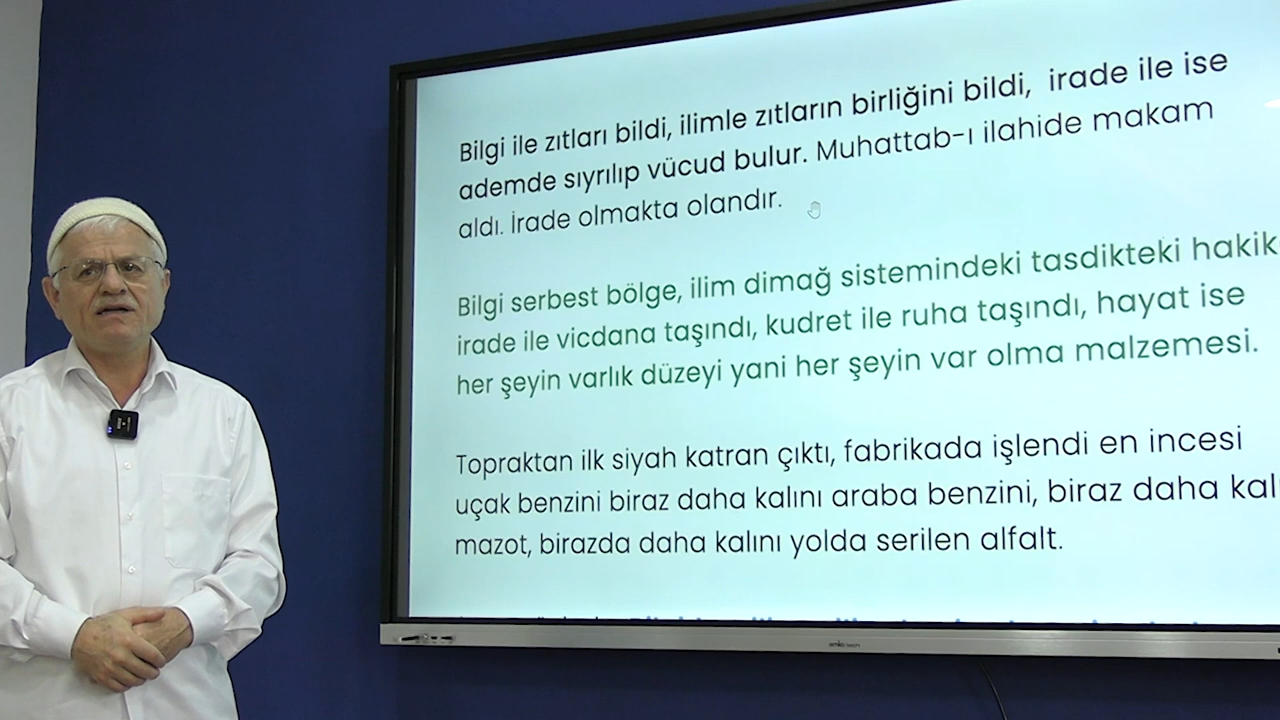 Bilgi ile zıtları bildi, ilimle zıtların birliğini bildi, irade ile ise
ademde sıyrılıp vücud bulur. Muhattab-ı ilahide makam
aldı. İrade olmakta olandır.
Bilgi serbest bölge, ilim dimağ sistemindeki tasdikteki hakik
irade ile vicdana taşındı, kudret ile ruha taşındı, hayat ise
her şeyin varlık düzeyi yani her şeyin var olma malzemesi.
Topraktan ilk siyah katran çıktı, fabrikada işlendi en incesi
uçak benzini biraz daha kalını araba benzini, biraz daha kalı
mazot, birazda daha kalını yolda serilen alfalt.